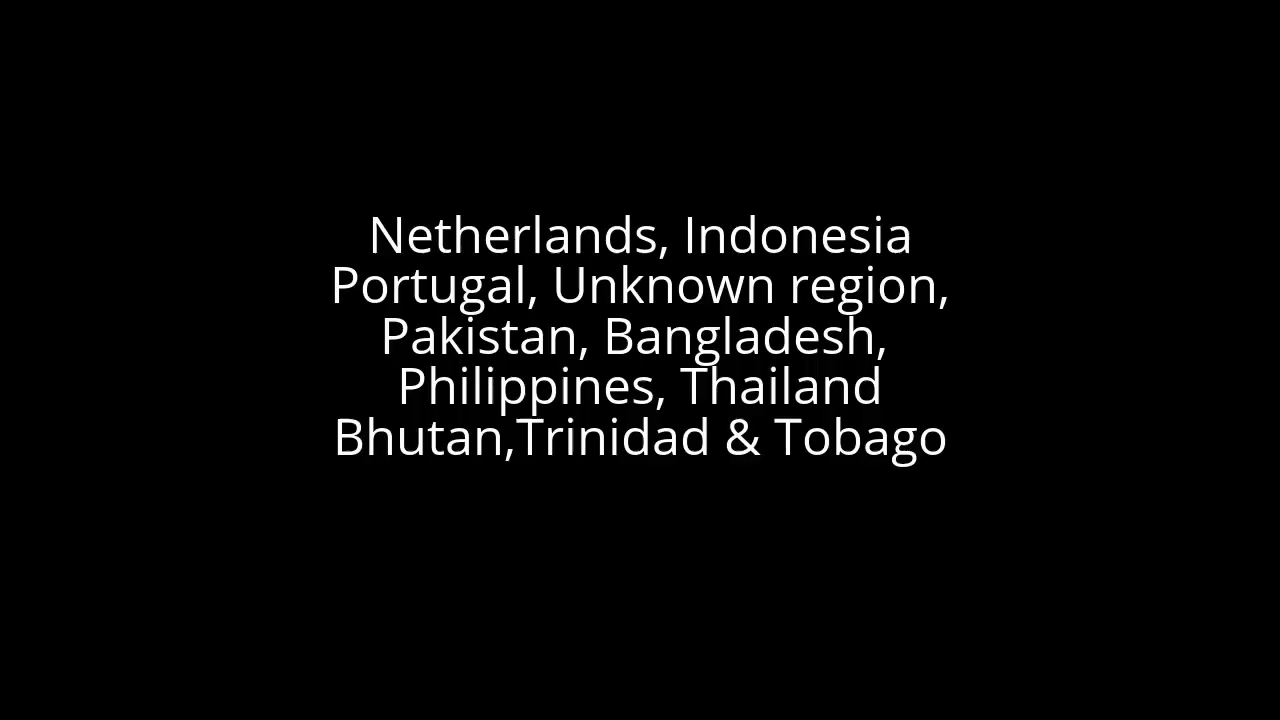 Netherlands, Indonesia
Portugal, Unknown region,
Pakistan, Bangladesh,
Philippines, Thailand
Bhutan,Trinidad & Tobago